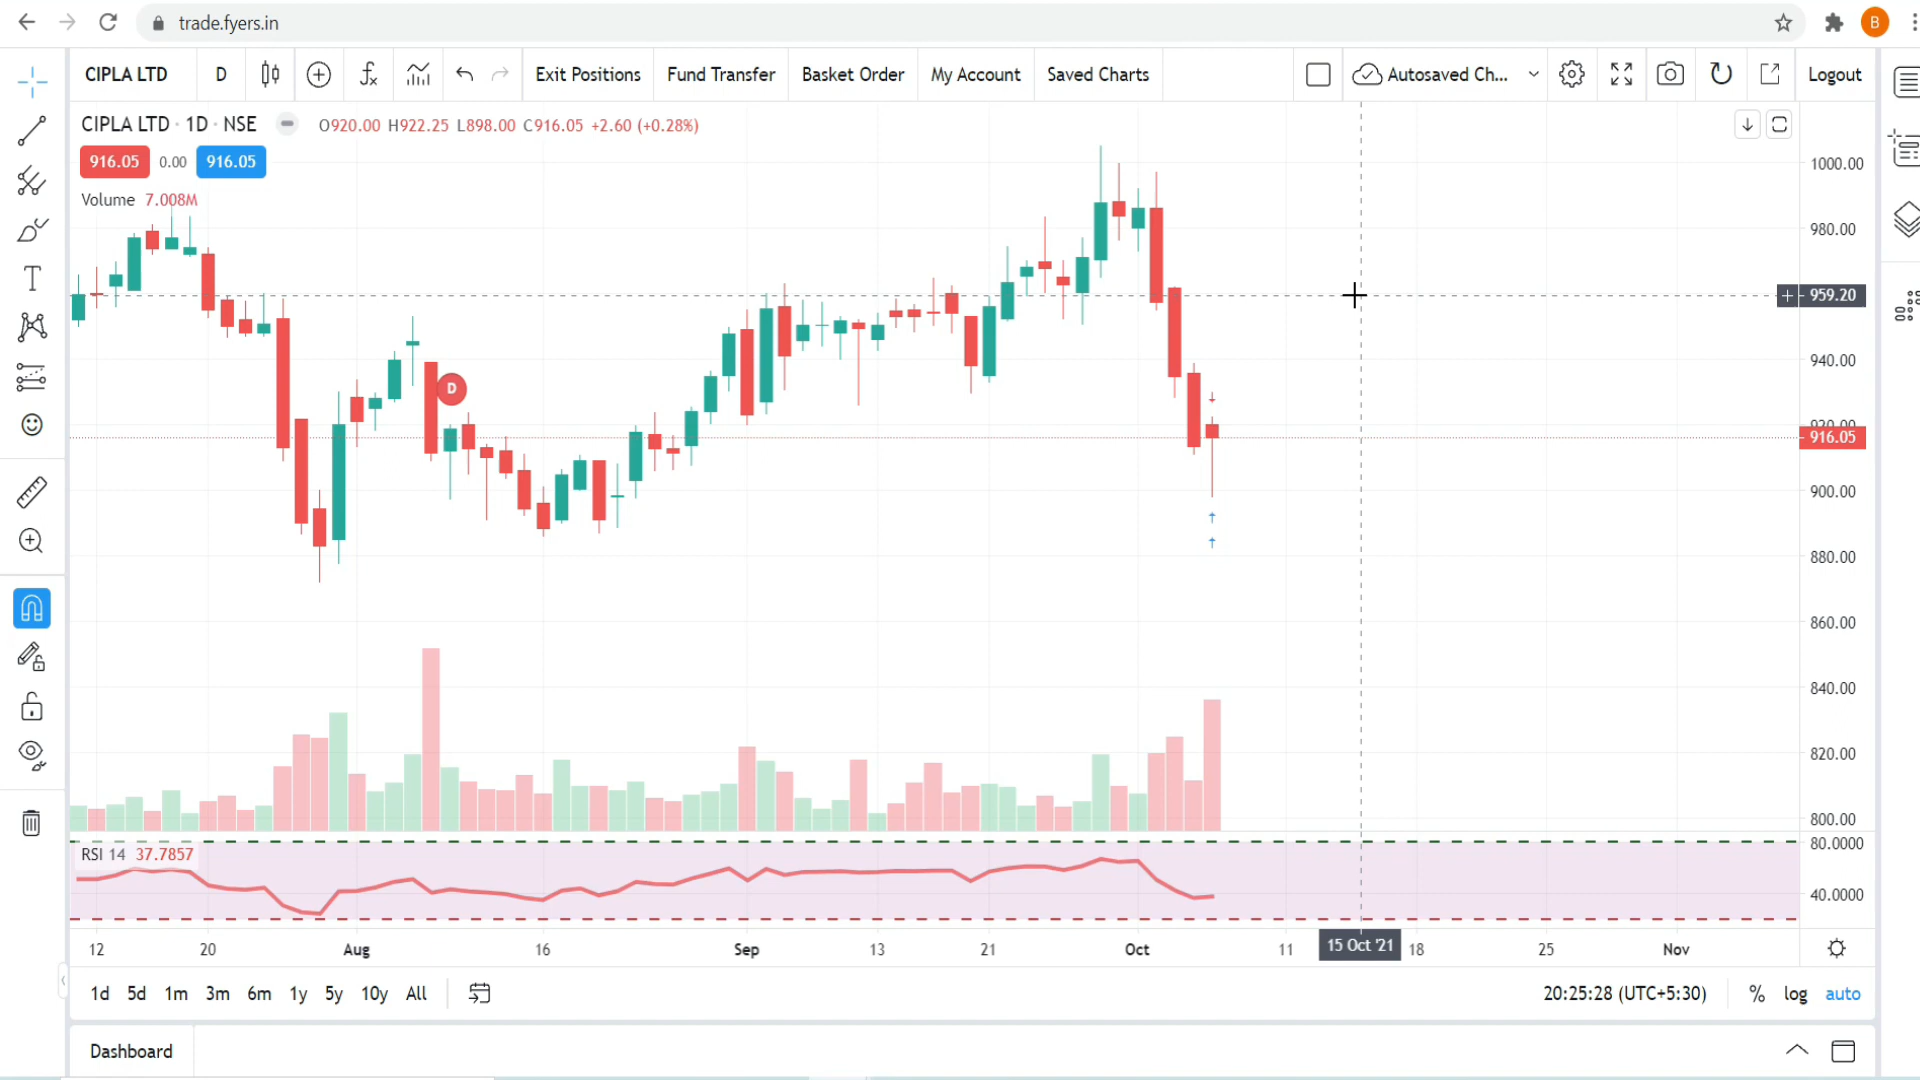 trade.fyers.in
B
CIPLA LTD D Exit Positions Fund Transfer Basket Order My Account Saved Charts Autosaved Ch... Logout
CIPLA LTD · 1D · NSE O920.00 H922.25 L898.00 C916.05 +2.60 (+0.28%)
916.05 0.00 916.05
Volume 7.008M
1000.00
980.00
959.20
940.00
D
920.00
916.05
900.00
880.00
860.00
840.00
820.00
800.00
80.0000
RSI 14 37.7857
40.0000
12 20 Aug 16 Sep 13 21 Oct 11 15 Oct '21 18 25 Nov
1d 5d 1m 3m 6m 1y 5y 10y All 20:25:28 (UTC+5:30) % log auto
Dashboard